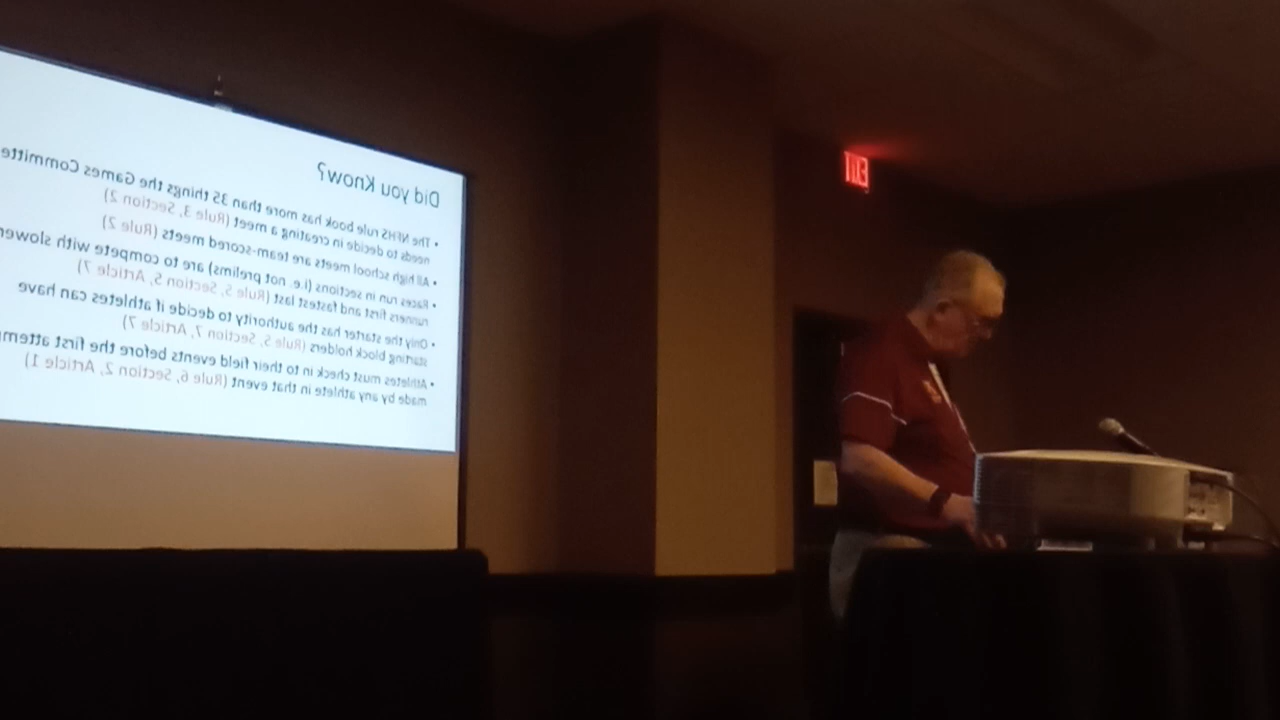 Did you Know?
• The NFHS rule book has more than 35 things the Games Committe
needs to decide in creating a meet (Rule 3, Section 2)
• All high school meets are team-scored meets (Rule 2)
• Races run in sections (i.e. not prelims) are to compete with slower
runners first and fastest last (Rule 5, Section 5, Article 7)
• Only the starter has the authority to decide if athletes can have
starting block holders (Rule 5, Section 7, Article 7)
• Athletes must check in to their field events before the first attem
made by any athlete in that event (Rule 6, Section 2, Article 1)
EXIT